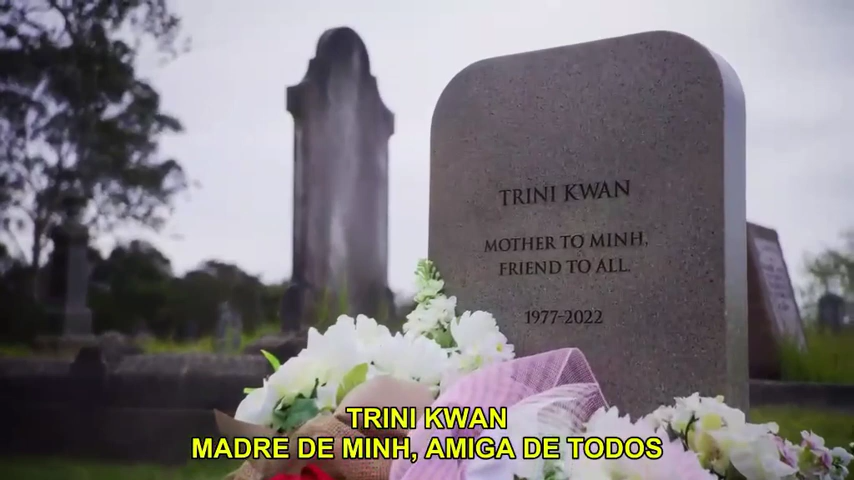 TRINI KWAN
MOTHER TO MINH,
FRIEND TO ALL.
1977-2022
TRINI KWAN
MADRE DE MINH, AMIGA DE TODOS